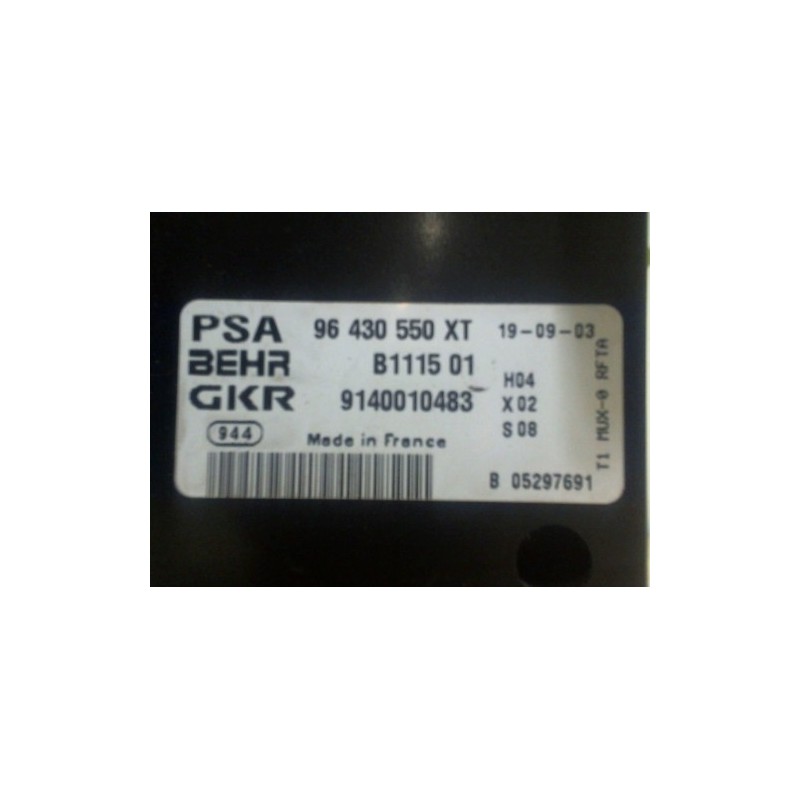 PSA 96 430 550 XT 19-09-03
BEHR B1115 01
H04
GKR 9140010483 X 02
S 08
944 Made in France
B 05297691
T1 MUX-0 RFTA